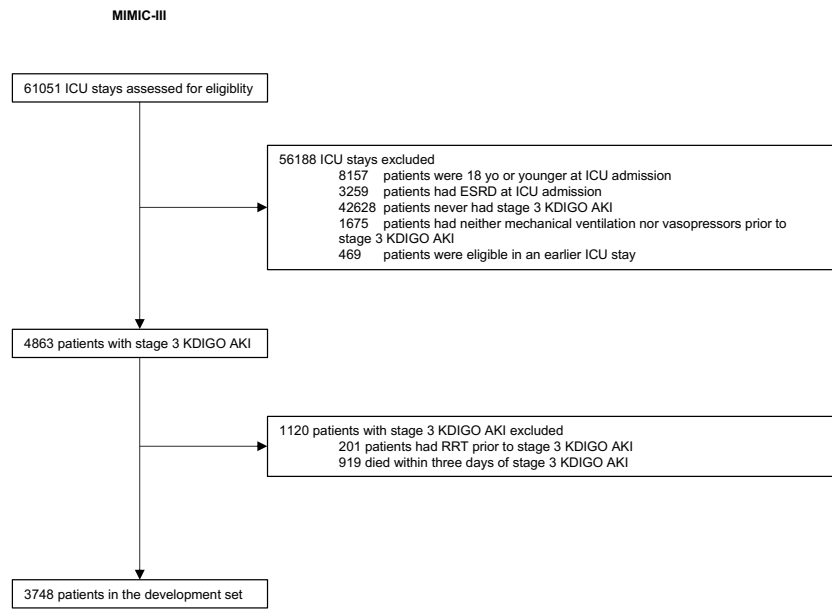 MIMIC-III
61051 ICU stays assessed for eligiblity
56188 ICU stays excluded
8157 patients were 18 yo or younger at ICU admission
3259 patients had ESRD at ICU admission
42628 patients never had stage 3 KDIGO AKI
1675 patients had neither mechanical ventilation nor vasopressors prior to
stage 3 KDIGO AKI
469 patients were eligible in an earlier ICU stay
4863 patients with stage 3 KDIGO AKI
1120 patients with stage 3 KDIGO AKI excluded
201 patients had RRT prior to stage 3 KDIGO AKI
919 died within three days of stage 3 KDIGO AKI
3748 patients in the development set